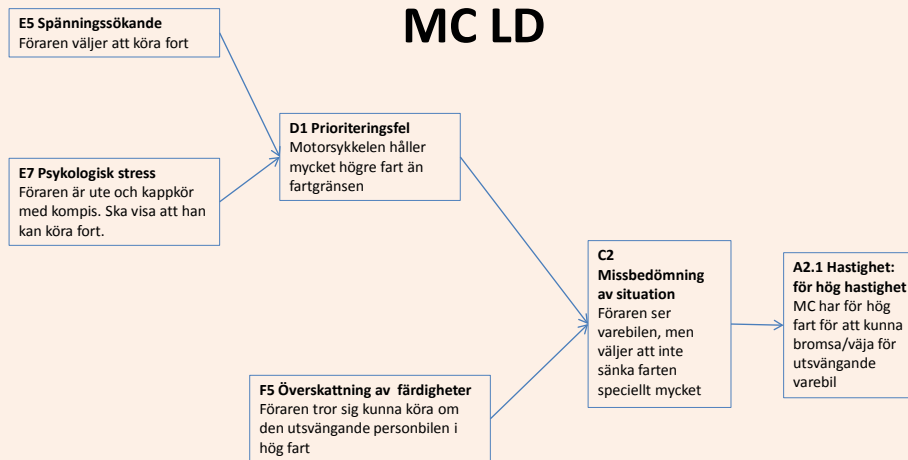 MC LD
E5 Spänningssökande
Föraren väljer att köra fort
E7 Psykologisk stress
Föraren är ute och kappkör
med kompis. Ska visa att han
kan köra fort.
D1 Prioriteringsfel
Motorsykkelen håller
mycket högre fart än
fartgränsen
F5 Överskattning av färdigheter
Föraren tror sig kunna köra om
den utsvängande personbilen i
hög fart
C2
Missbedömning
av situation
Föraren ser
varebilen, men
väljer att inte
sänka farten
speciellt mycket
A2.1 Hastighet:
för hög hastighet
MC har för hög
fart för att kunna
bromsa/väja för
utsvängande
varebil